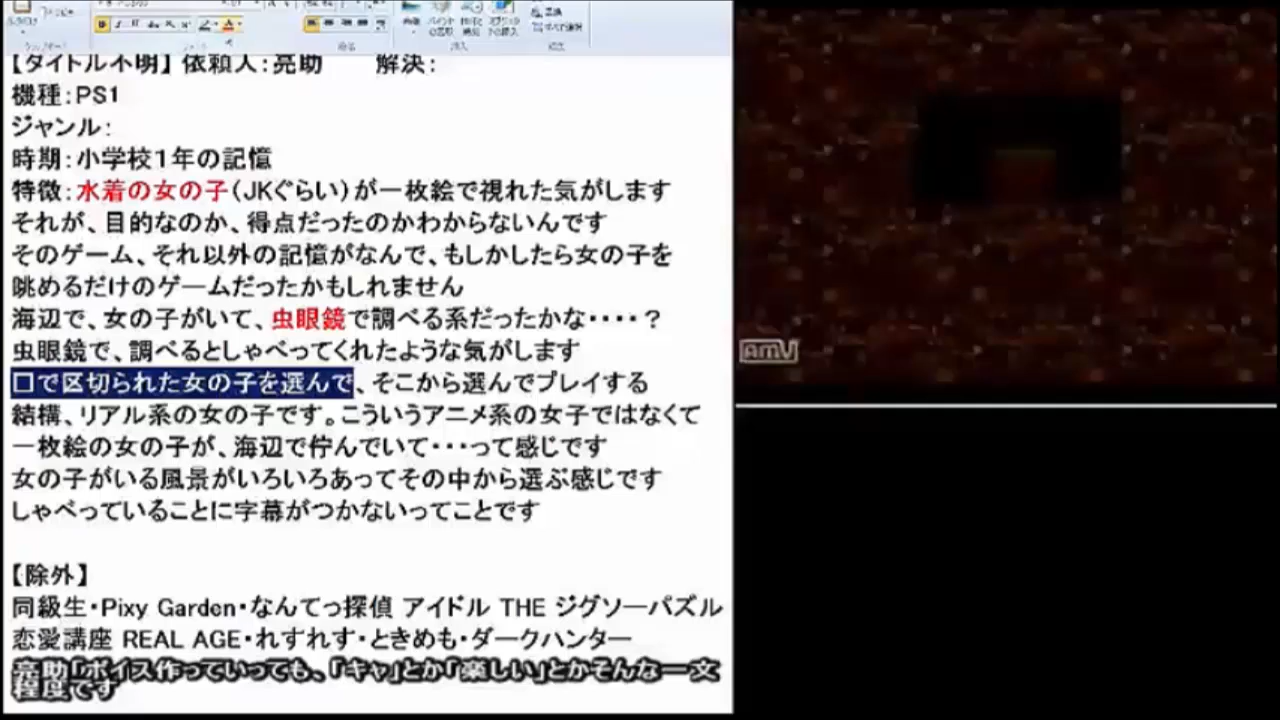 【タイトル不明】 依頼人：亮助　　解決：
機種：PS1
ジャンル：
時期：小学校１年の記憶
特徴：水着の女の子（JKぐらい）が一枚絵で視れた気がします
それが、目的なのか、得点だったのかわからないんです
そのゲーム、それ以外の記憶がなんで、もしかしたら女の子を
眺めるだけのゲームだったかもしれません
海辺で、女の子がいて、虫眼鏡で調べる系だったかな・・・・？
虫眼鏡で、調べるとしゃべってくれたような気がします
□で区切られた女の子を選んで、そこから選んでプレイする
結構、リアル系の女の子です。こういうアニメ系の女子ではなくて
一枚絵の女の子が、海辺で佇んでいて・・・って感じです
女の子がいる風景がいろいろあってその中から選ぶ感じです
しゃべっていることに字幕がつかないってことです
【除外】
同級生・Pixy Garden・なんてっ探偵 アイドル THE ジグソーパズル
恋愛講座 REAL AGE・れすれす・ときめも・ダークハンター
亮助「ボイス作っていっても、「キャ」とか「楽しい」とかそんな一文
程度です
AMV